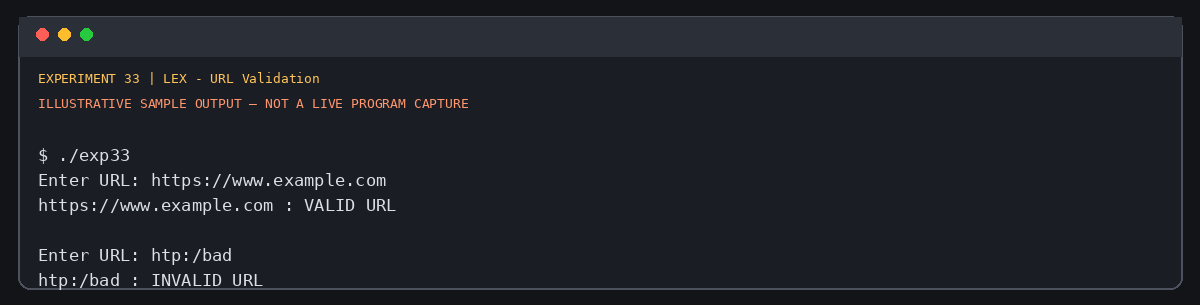 EXPERIMENT 33 | LEX - URL Validation
ILLUSTRATIVE SAMPLE OUTPUT — NOT A LIVE PROGRAM CAPTURE
$ ./exp33
Enter URL: https://www.example.com
https://www.example.com : VALID URL
Enter URL: htp:/bad
htp:/bad : INVALID URL